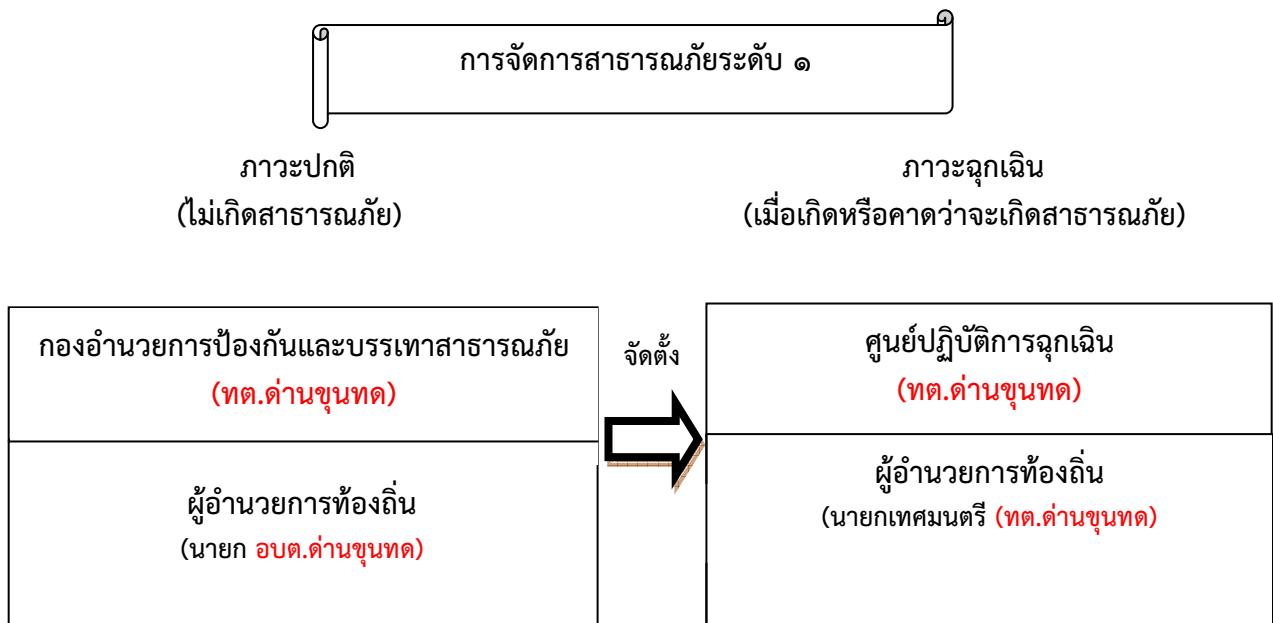 การจัดการสาธารณภัยระดับ ๑
ภาวะปกติ
(ไม่เกิดสาธารณภัย)
ภาวะฉุกเฉิน
(เมื่อเกิดหรือคาดว่าจะเกิดสาธารณภัย)
กองอำนวยการป้องกันและบรรเทาสาธารณภัย
(ทต.ด่านขุนทด)
ผู้อำนวยการท้องถิ่น
(นายก อบต.ด่านขุนทด)
จัดตั้ง
ศูนย์ปฏิบัติการฉุกเฉิน
(ทต.ด่านขุนทด)
ผู้อำนวยการท้องถิ่น
(นายกเทศมนตรี (ทต.ด่านขุนทด)